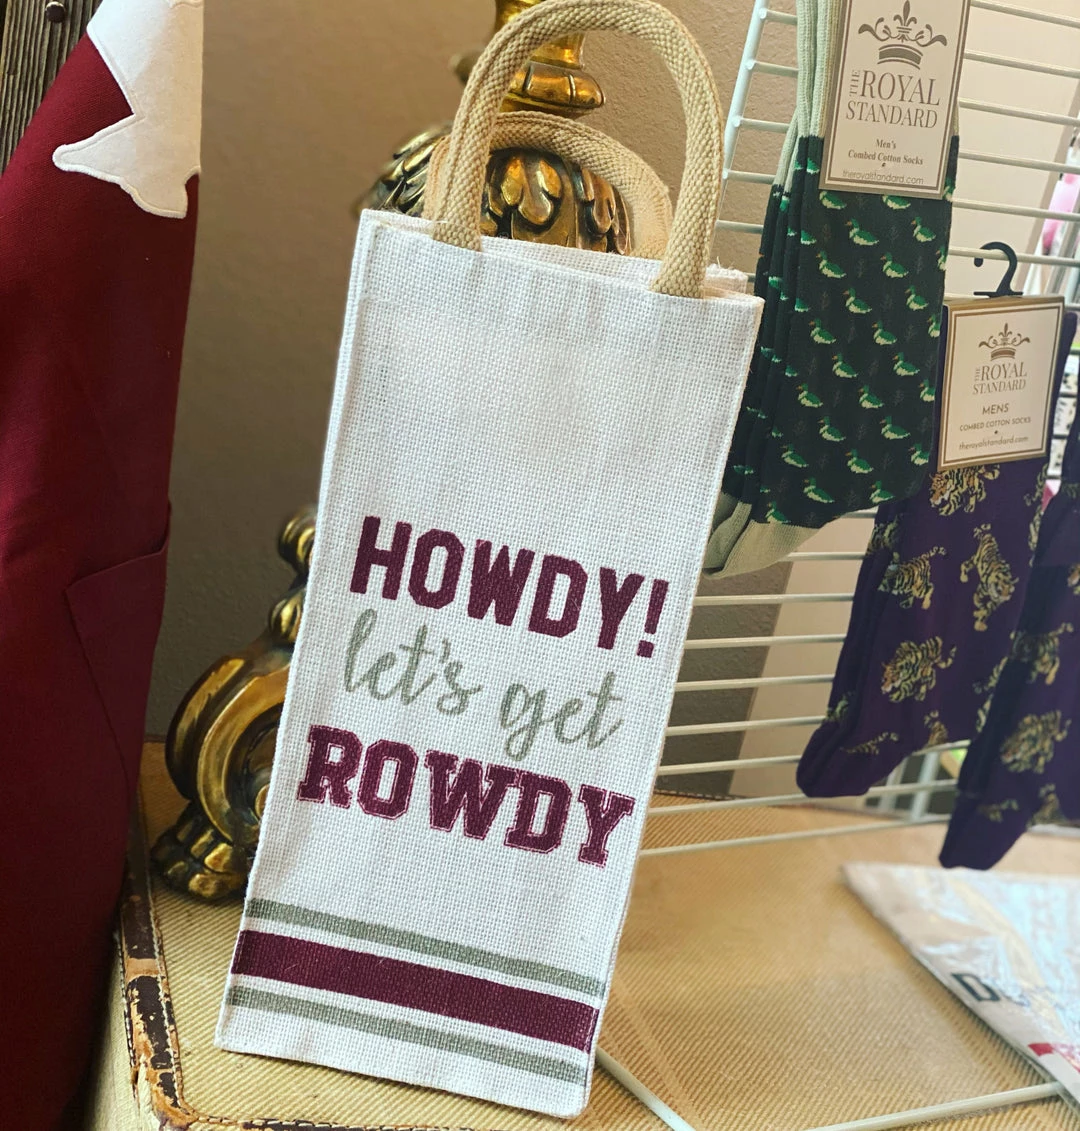 HOWDY!
let's get
ROWDY
THE
ROYAL
STANDARD
Men's
Combed Cotton Socks
theroyalstandard.com
THE
ROYAL
STANDARD
MENS
COMBED COTTON SOCKS
theroyalstandard.com